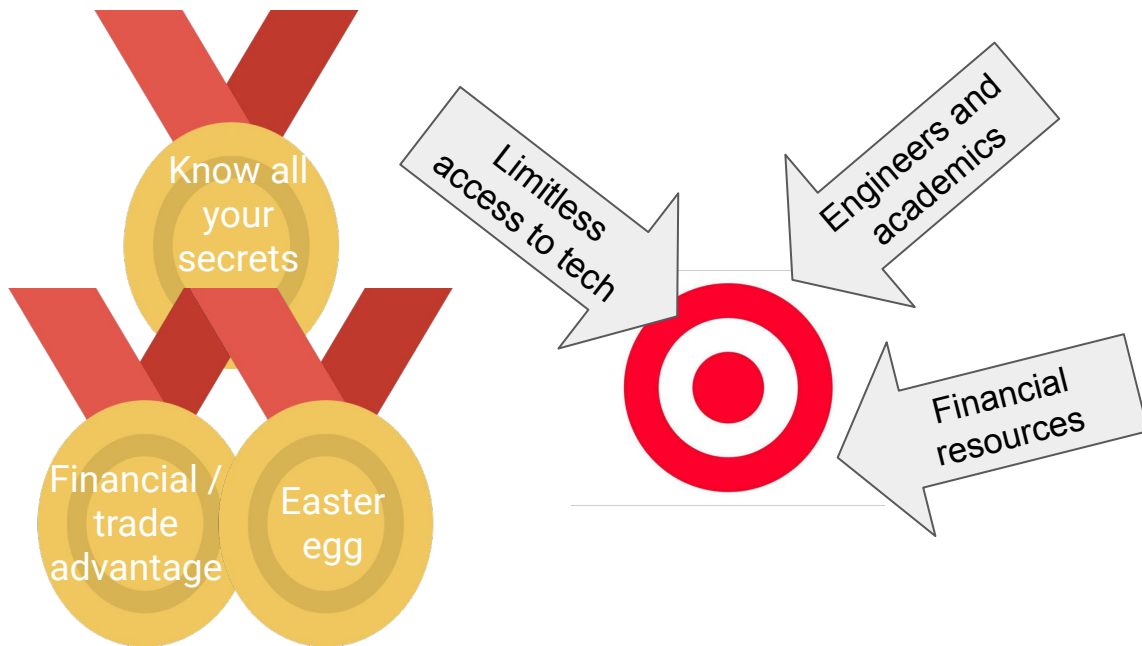 Know all
your
secrets
Financial /
trade
advantage
Easter
egg
Limitless
access to tech
Engineers and
academics
Financial
resources